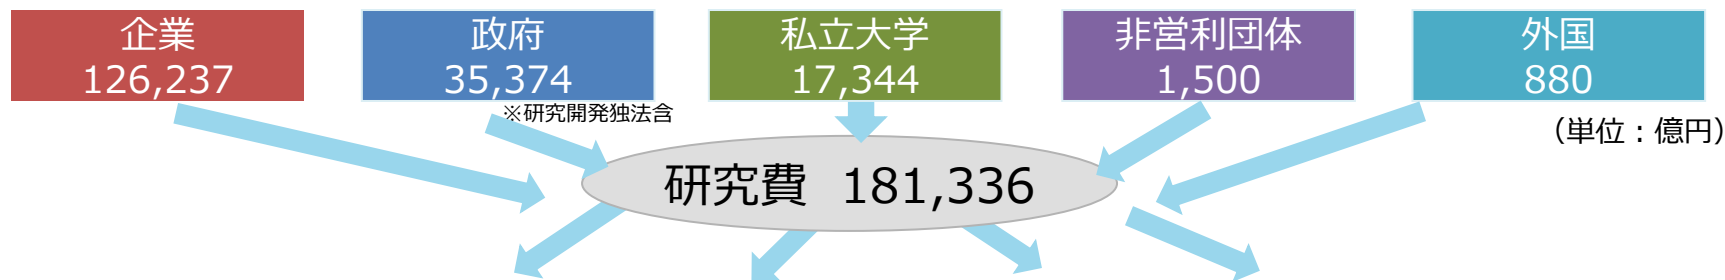 企業
126,237
政府
35,374
※研究開発独法含
私立大学
17,344
非営利団体
1,500
外国
880
（単位：億円）
研究費 181,336